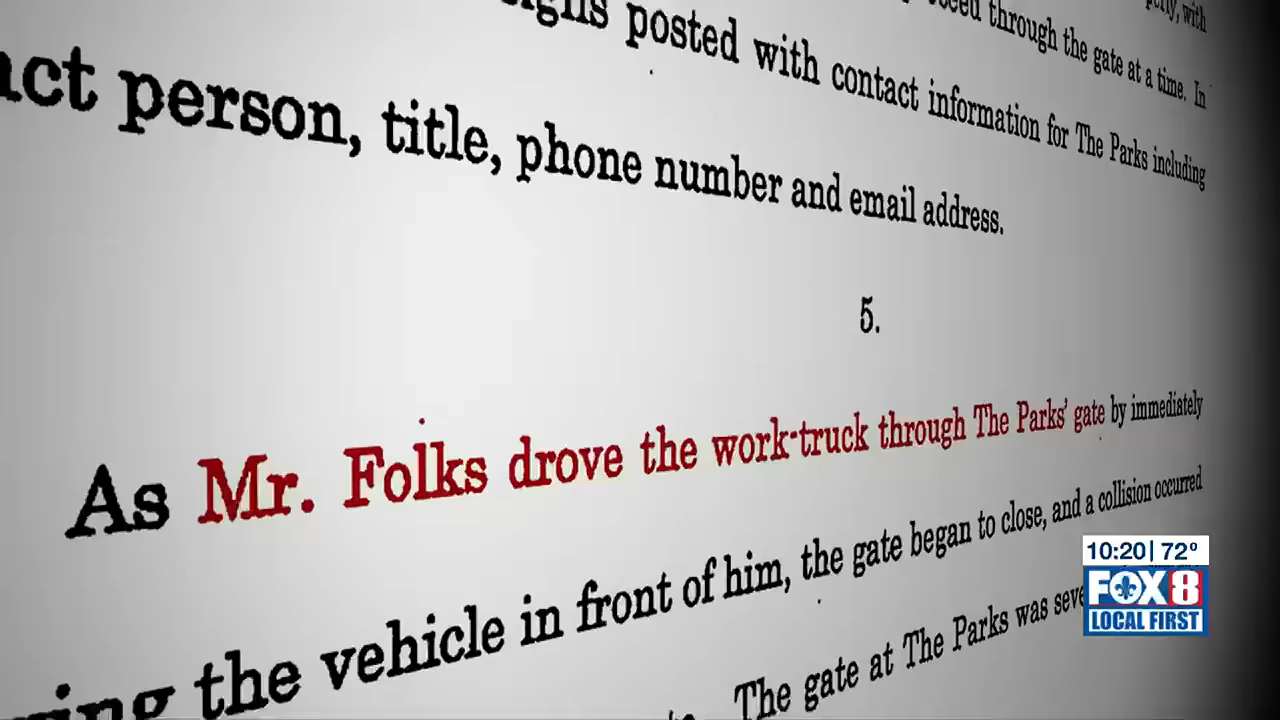 posted with contact information for The Parks including
through the gate at a time. In
with
person, title, phone number and email address.
5.
As Mr. Folks drove the work-truck through The Parks' gate by immediately
the vehicle in front of him, the gate began to close, and a collision occurred
The gate at The Parks was
10:20| 72°
FOX 8
LOCAL FIRST